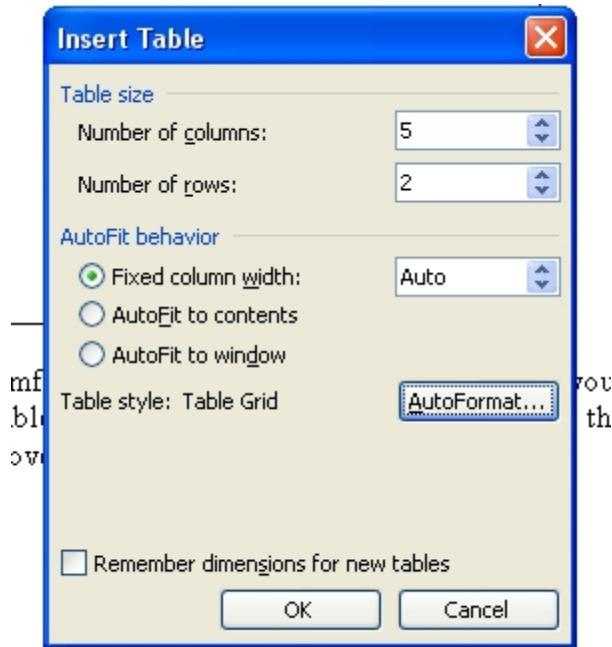 Insert Table
Table size
Number of columns: 5
Number of rows: 2
AutoFit behavior
Fixed column width: Auto
AutoFit to contents
AutoFit to window
Table style: Table Grid AutoFormat...
Remember dimensions for new tables
OK Cancel